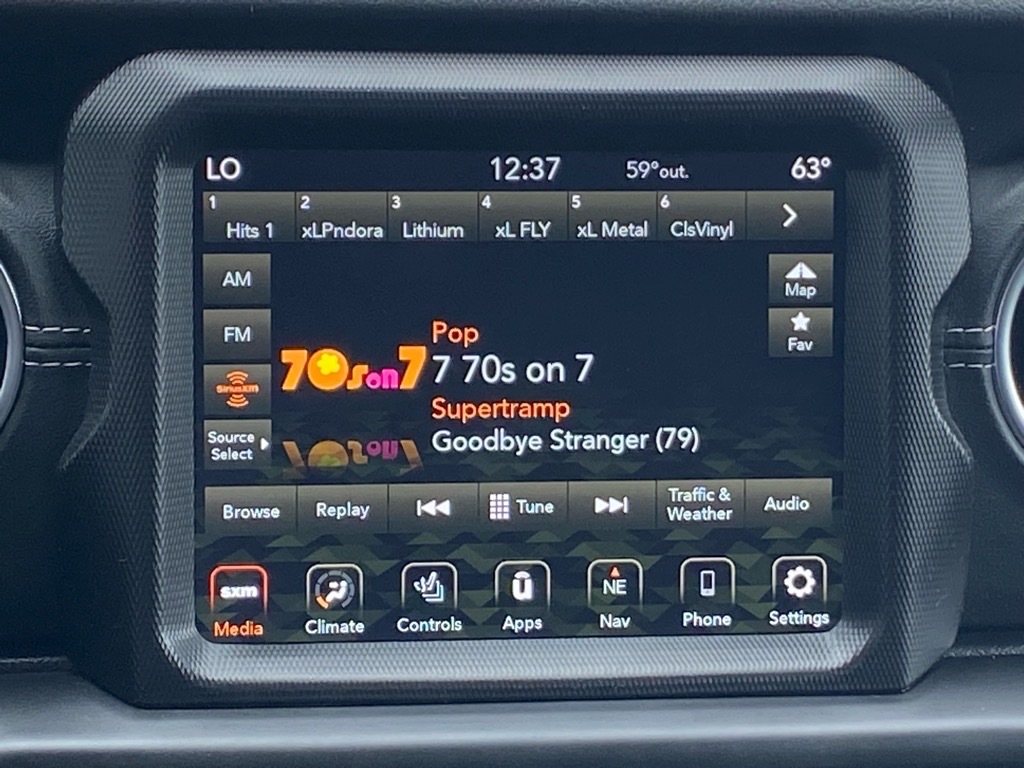 LO 12:37 59°out. 63°
1 2 3 4 5 6
Hits 1 xLPndora Lithium xL FLY xL Metal ClsVinyl
AM
Map
FM
Fav
SiriusXM
Source
Select
70s on 7
Pop
7 70s on 7
Supertramp
Goodbye Stranger (79)
Browse Replay Tune Traffic & Weather Audio
sxm NE
Media Climate Controls Apps Nav Phone Settings